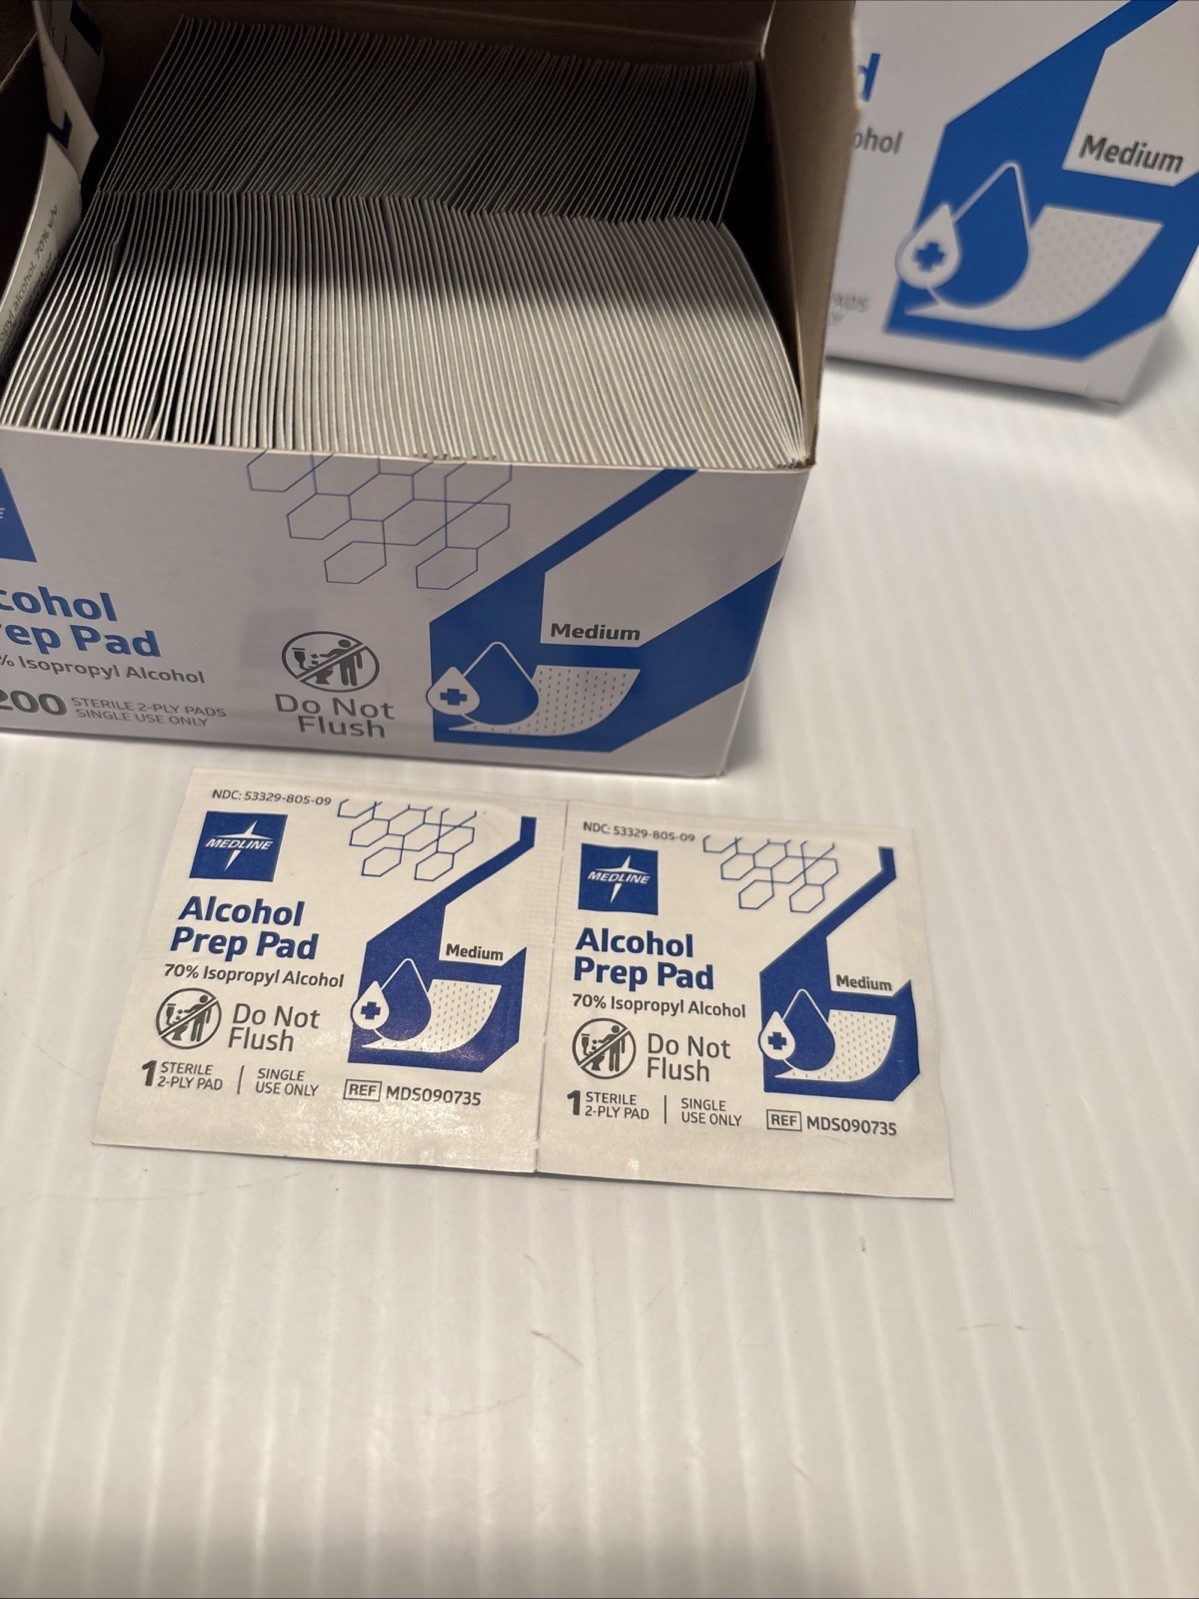 Medium
Medium
Prep Pad
Isopropyl Alcohol
200 STERILE 2-PLY PADS
SINGLE USE ONLY
Do Not
Flush
NDC: 53329-805-09
MEDLINE
Alcohol
Prep Pad
Medium
70% Isopropyl Alcohol
Do Not
Flush
1 STERILE
2-PLY PAD
SINGLE
USE ONLY
REF MDS090735
NDC: 53329-805-09
MEDLINE
Alcohol
Prep Pad
Medium
70% Isopropyl Alcohol
Do Not
Flush
1 STERILE
2-PLY PAD
SINGLE
USE ONLY
REF MDS090735